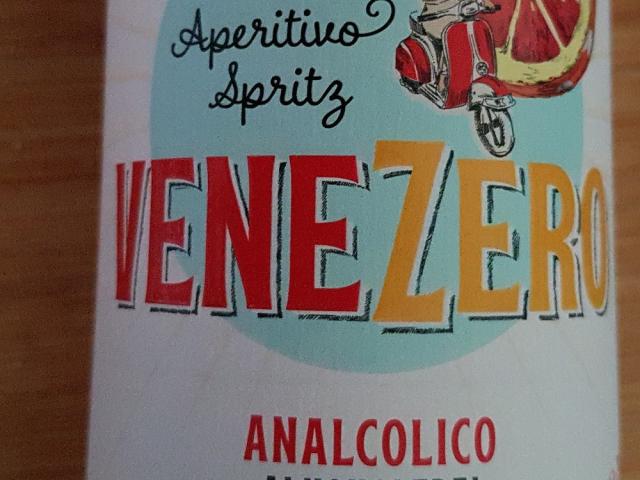 Aperitivo
Spritz
VENEZERO
ANALCOLICO